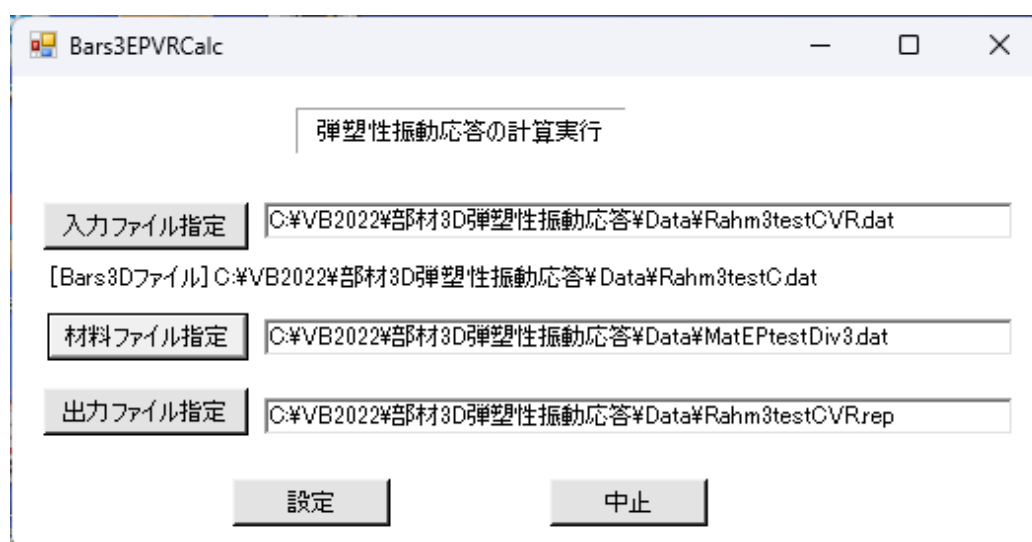 Bars3EPVRCalc
弾塑性振動応答の計算実行
入力ファイル指定 C:¥VB2022¥部材3D弾塑性振動応答¥Data¥Rahm3testCVR.dat
[Bars3Dファイル] C:¥VB2022¥部材3D弾塑性振動応答¥Data¥Rahm3testC.dat
材料ファイル指定 C:¥VB2022¥部材3D弾塑性振動応答¥Data¥MatEPtestDiv3.dat
出力ファイル指定 C:¥VB2022¥部材3D弾塑性振動応答¥Data¥Rahm3testCVR.rep
設定 中止